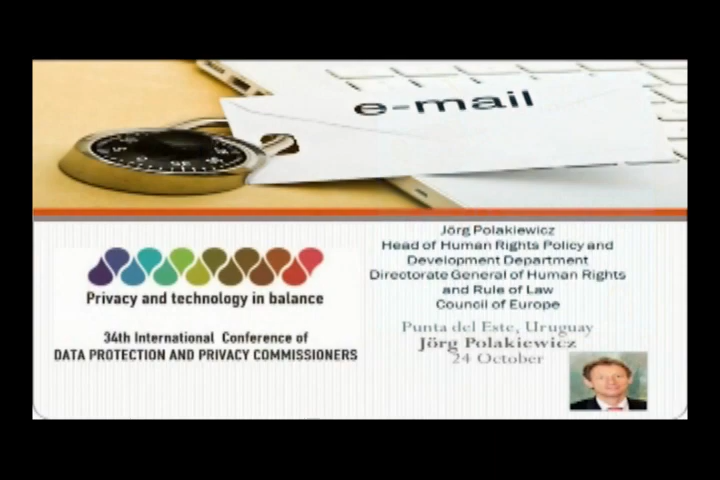 e-mail
Privacy and technology in balance
34th International Conference of
DATA PROTECTION AND PRIVACY COMMISSIONERS
Jörg Polakiewicz
Head of Human Rights Policy and
Development Department
Directorate General of Human Rights
and Rule of Law
Council of Europe
Punta del Este, Uruguay
Jörg Polakiewicz
24 October